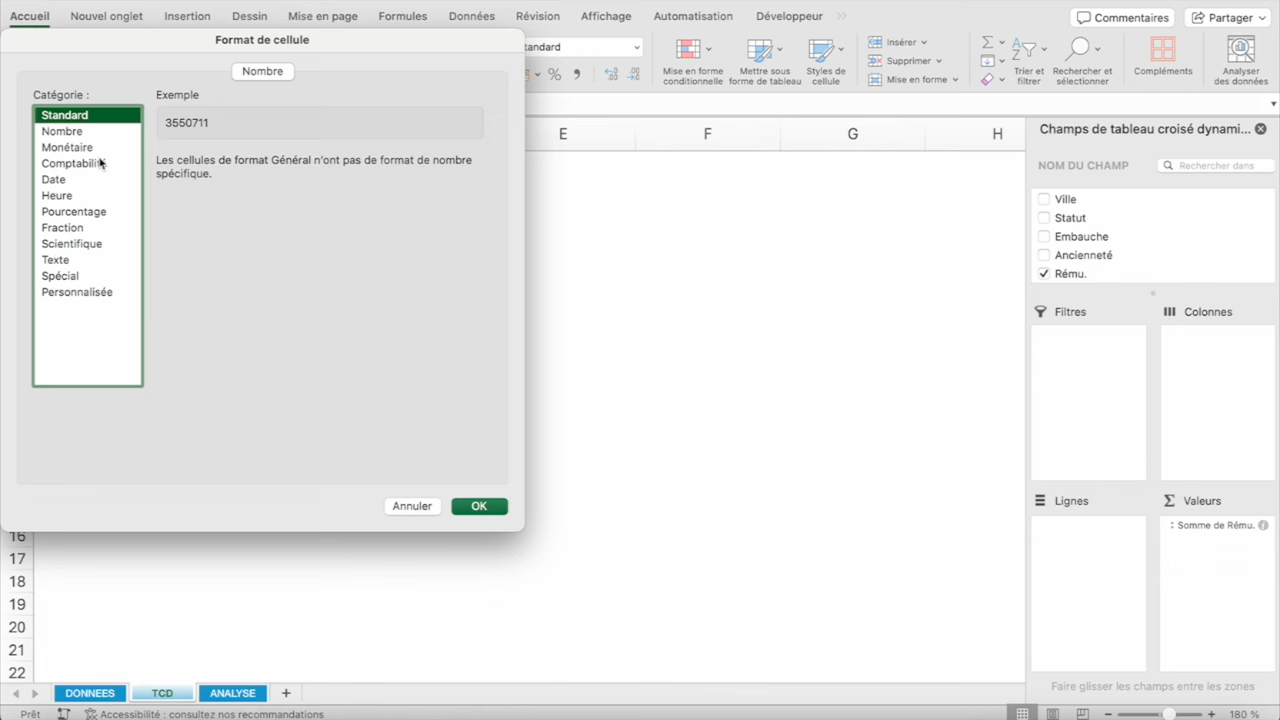 Accueil Nouvel onglet Insertion Dessin Mise en page Formules Données Révision Affichage Automatisation Développeur >>
Commentaires Partager
Format de cellule
tandard
Insérer
Supprimer
Mise en forme
Mise en forme conditionnelle
Mettre sous forme de tableau
Styles de cellule
Trier et filtrer
Rechercher et sélectionner
Compléments
Analyser des données
Nombre
Catégorie :
Standard
Nombre
Monétaire
Comptabilité
Date
Heure
Pourcentage
Fraction
Scientifique
Texte
Spécial
Personnalisée
Exemple
3550711
Les cellules de format Général n'ont pas de format de nombre
spécifique.
Annuler OK
E F G H
16
17
18
19
20
21
22
Champs de tableau croisé dynami...
NOM DU CHAMP
Rechercher dans
Ville
Statut
Embauche
Ancienneté
Rému.
Filtres
Colonnes
Lignes
Valeurs
Somme de Rému.
Faire glisser les champs entre les zones
DONNEES TCD ANALYSE +
Prêt
Accessibilité : consultez nos recommandations
180 %